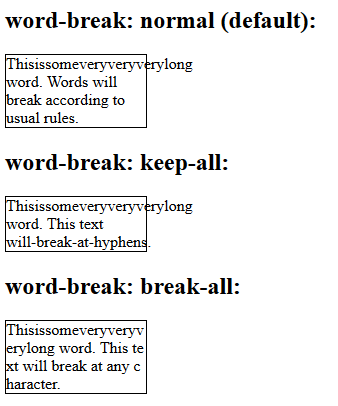 word-break: normal (default):
Thisissomeveryveryverylong
word. Words will
break according to
usual rules.
word-break: keep-all:
Thisissomeveryveryverylong
word. This text
will-break-at-hyphens.
word-break: break-all:
Thisissomeveryveryv
erylong word. This te
xt will break at any c
haracter.